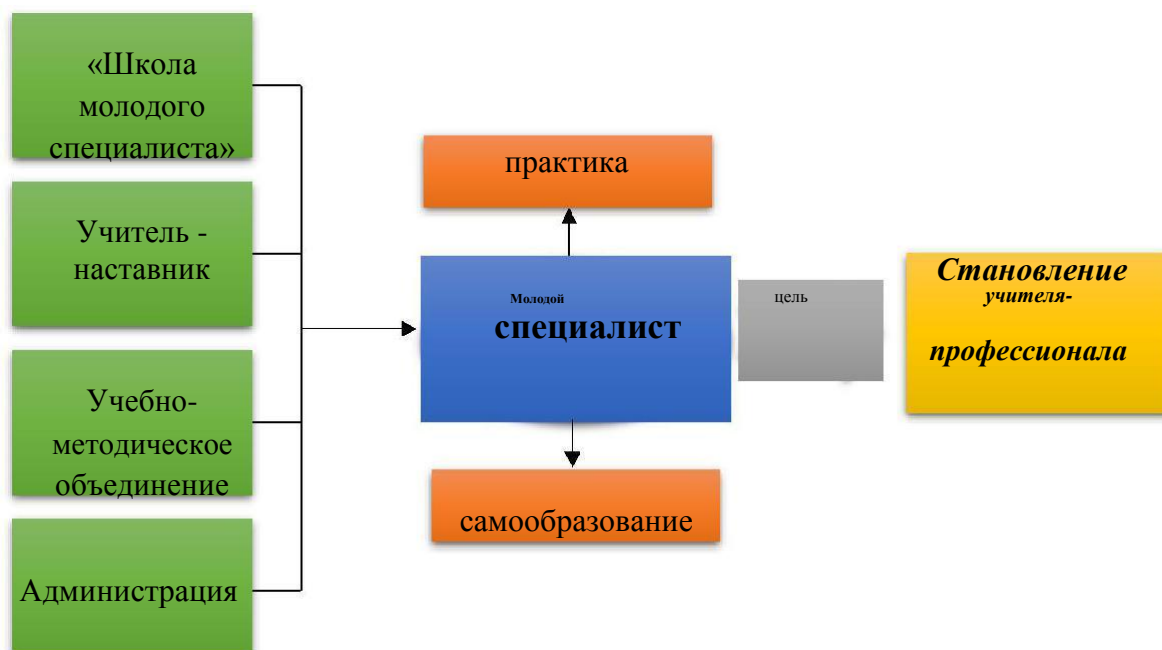 «Школа
молодого
специалиста»
Учитель -
наставник
Учебно-
методическое
объединение
Администрация
практика
Молодой
специалист
самообразование
цель
Становление
учителя-
профессионала